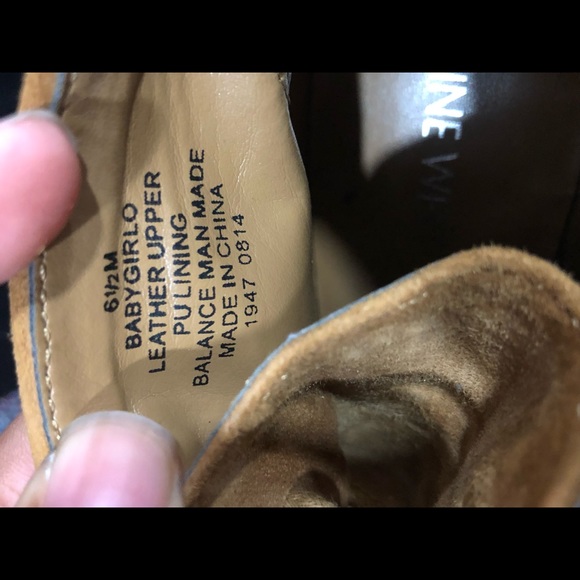 6½M
BABYGIRLO
LEATHER UPPER
PU LINING
BALANCE MAN MADE
MADE IN CHINA
1947 0814